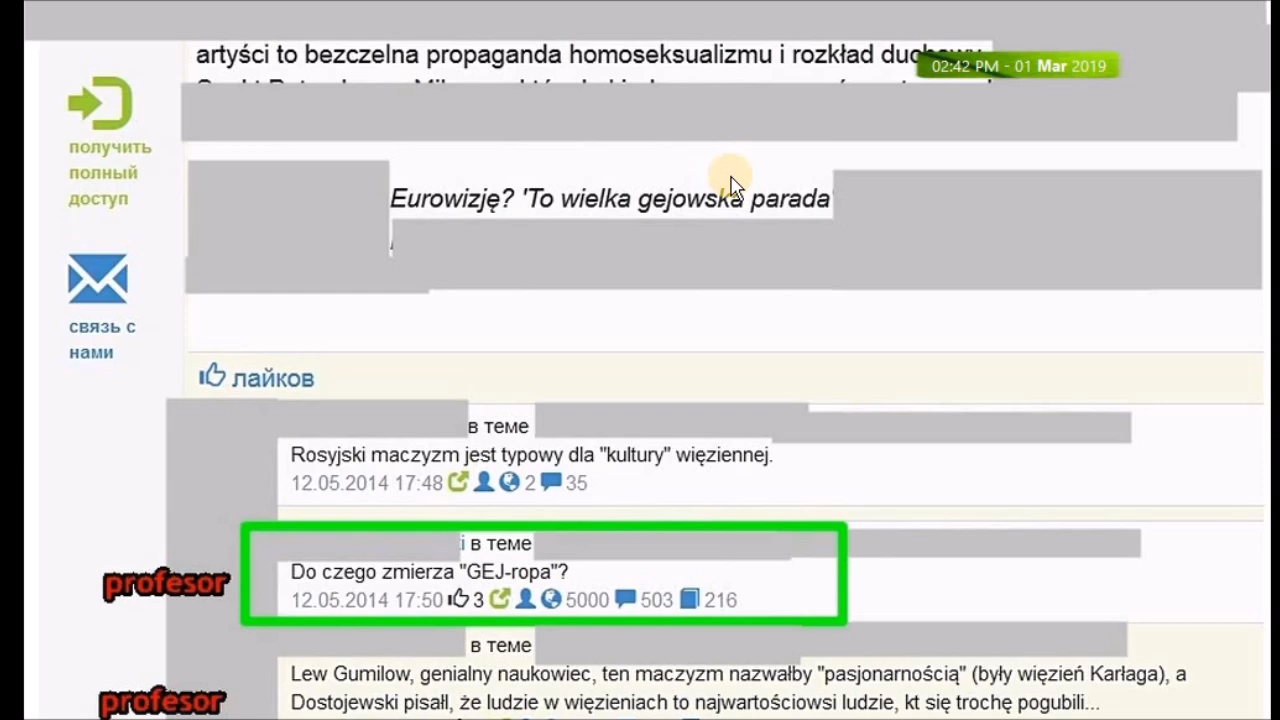 artyści to bezczelna propaganda homoseksualizmu i rozkład
02:42 PM - 01 Mar 2019
получить
полный
доступ
Eurowizję? 'To wielka gejowska parada'
связь с
нами
лайков
в теме
Rosyjski maczyzm jest typowy dla "kultury" więziennej.
12.05.2014 17:48 2 35
i в теме
Do czego zmierza "GEJ-ropa"?
profesor
12.05.2014 17:50 3 5000 503 216
в теме
Lew Gumilow, genialny naukowiec, ten maczyzm nazwałby "pasjonarnością" (były więzień Karłaga), a
profesor
Dostojewski pisałł, że ludzie w więzieniach to najwartościowsi ludzie, kt się trochę pogubili...